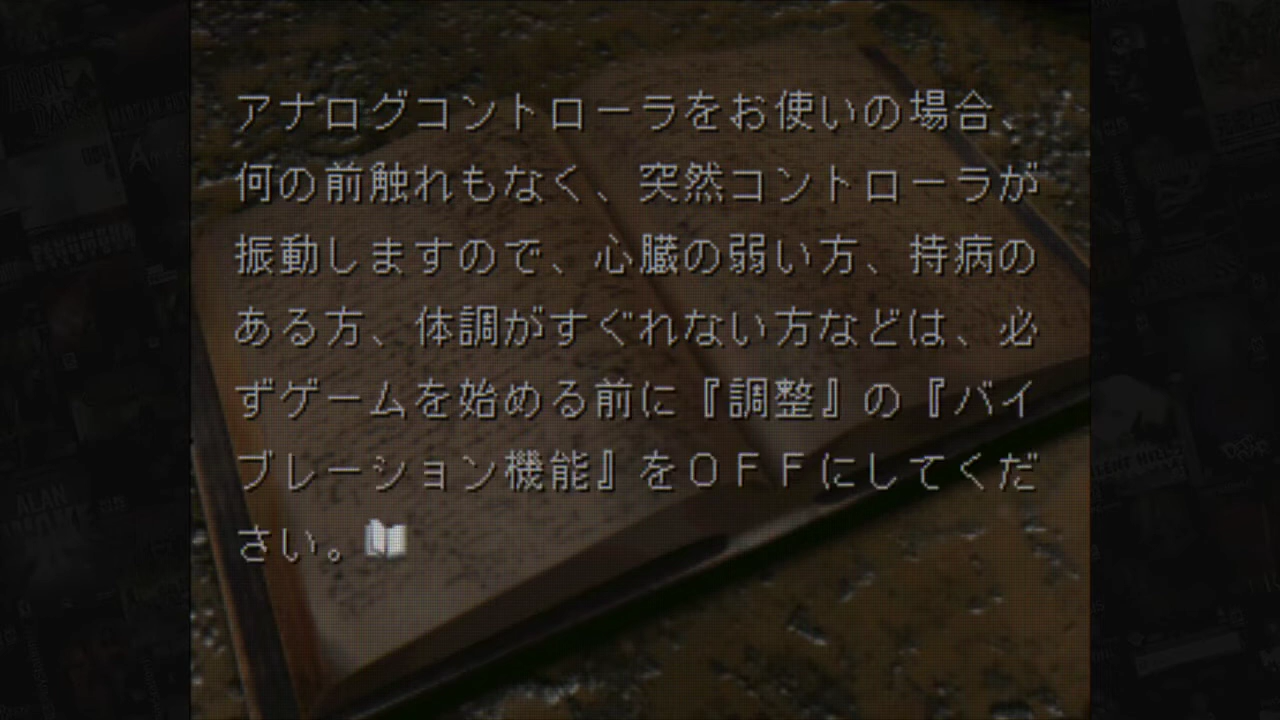 アナログコントローラをお使いの場合、
何の前触れもなく、突然コントローラが
振動しますので、心臓の弱い方、持病の
ある方、体調がすぐれない方などは、必
ずゲームを始める前に『調整』の『バイ
ブレーション機能』をOFFにしてくだ
さい。